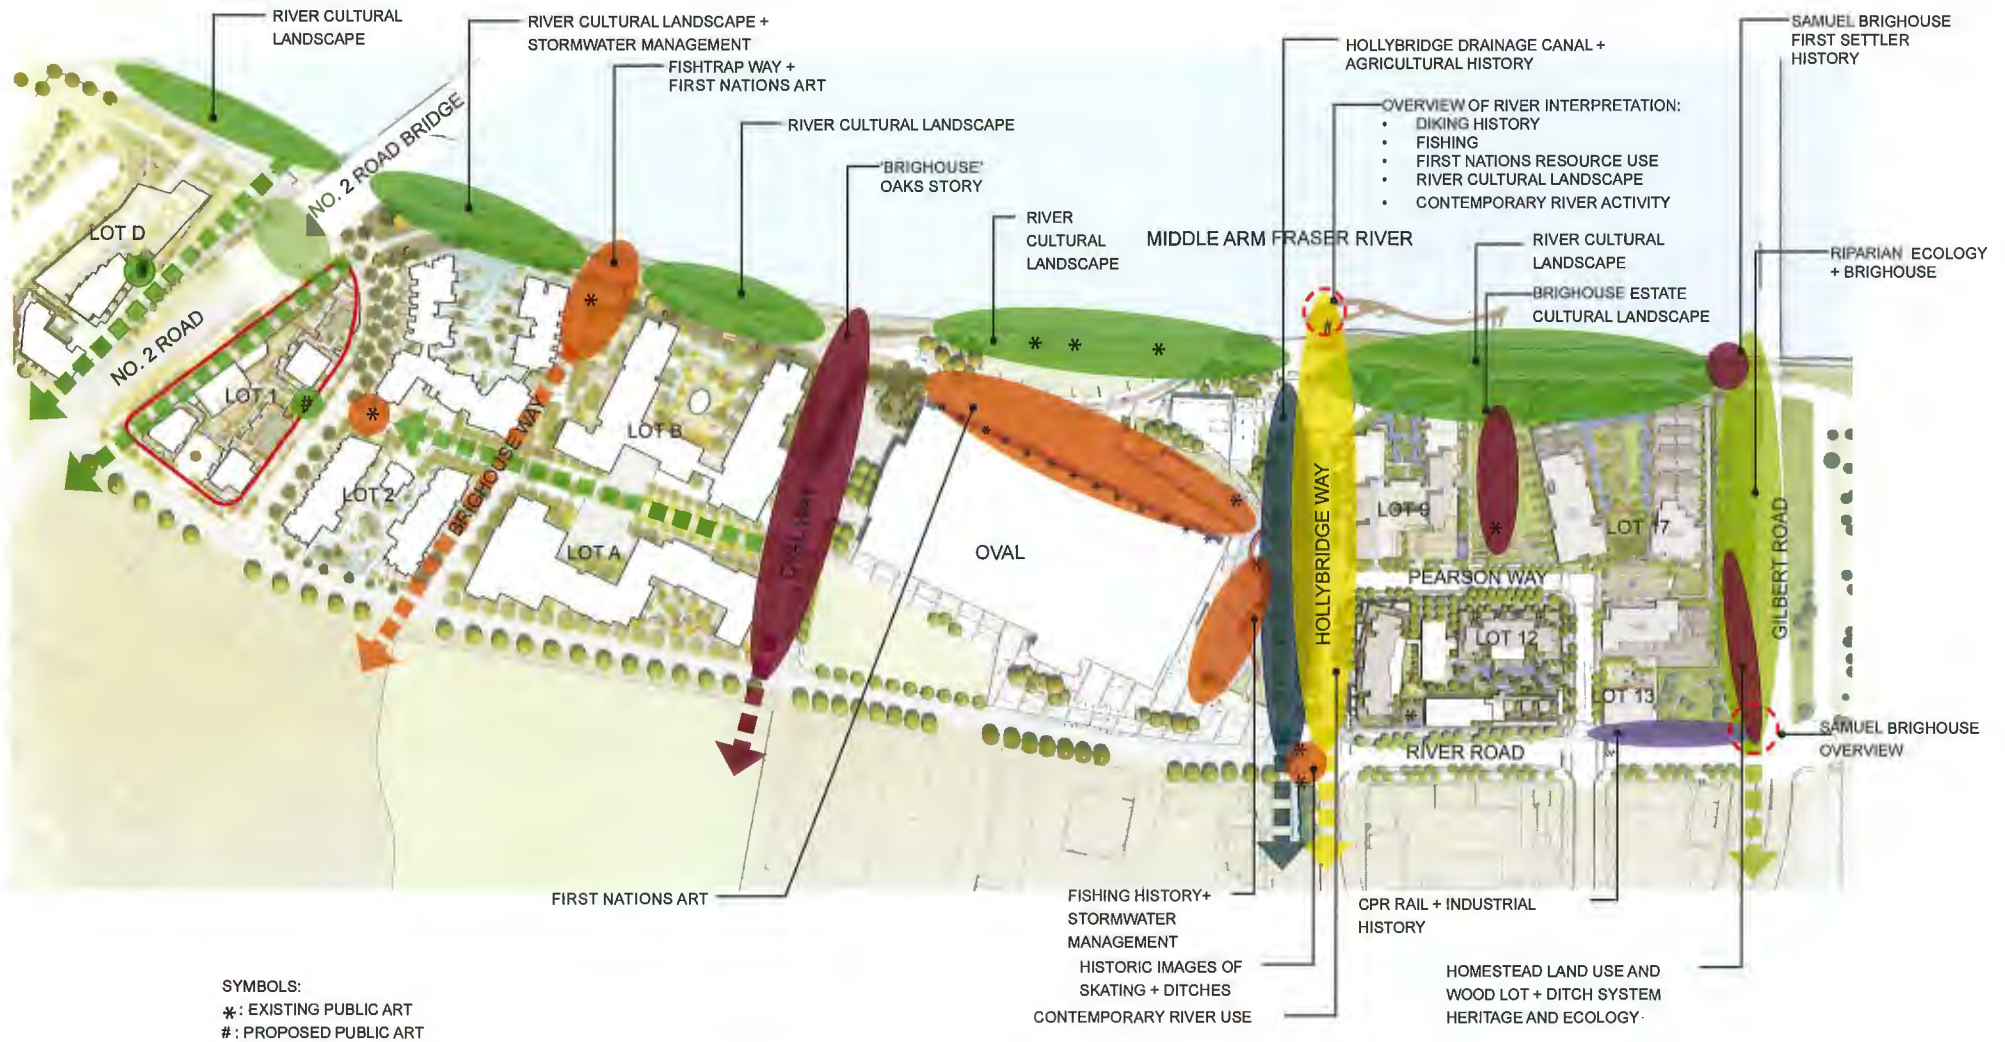 RIVER CULTURAL
LANDSCAPE
RIVER CULTURAL LANDSCAPE +
STORMWATER MANAGEMENT
FISHTRAP WAY +
FIRST NATIONS ART
RIVER CULTURAL LANDSCAPE
'BRIGHOUSE'
OAKS STORY
RIVER
CULTURAL
LANDSCAPE
HOLLYBRIDGE DRAINAGE CANAL +
AGRICULTURAL HISTORY
OVERVIEW OF RIVER INTERPRETATION:
• DIKING HISTORY
• FISHING
• FIRST NATIONS RESOURCE USE
• RIVER CULTURAL LANDSCAPE
• CONTEMPORARY RIVER ACTIVITY
SAMUEL BRIGHOUSE
FIRST SETTLER
HISTORY
MIDDLE ARM FRASER RIVER
RIVER CULTURAL
LANDSCAPE
BRIGHOUSE ESTATE
CULTURAL LANDSCAPE
RIPARIAN ECOLOGY
+ BRIGHOUSE
NO. 2 ROAD BRIDGE
LOT D
NO. 2 ROAD
LOT 1
#
*
LOT 2
BRIGHOUSE WAY
*
LOT B
LOT A
* * *
OVAL
HOLLYBRIDGE WAY
LOT 9
*
LOT 17
PEARSON WAY
LOT 12
LOT 13
*
RIVER ROAD
GILBERT ROAD
SAMUEL BRIGHOUSE
OVERVIEW
FIRST NATIONS ART
FISHING HISTORY+
STORMWATER
MANAGEMENT
HISTORIC IMAGES OF
SKATING + DITCHES
CONTEMPORARY RIVER USE
CPR RAIL + INDUSTRIAL
HISTORY
HOMESTEAD LAND USE AND
WOOD LOT + DITCH SYSTEM
HERITAGE AND ECOLOGY
SYMBOLS:
* : EXISTING PUBLIC ART
# : PROPOSED PUBLIC ART